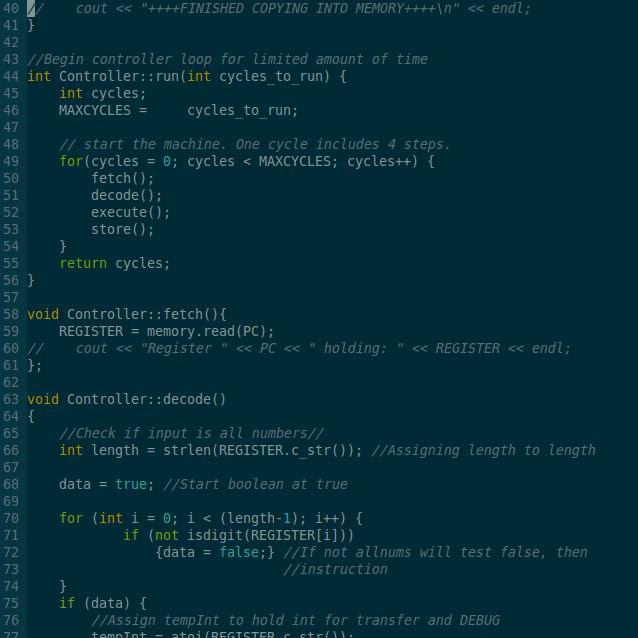 40 //    cout << "++++FINISHED COPYING INTO MEMORY++++\n" << endl;
41 }
42
43 //Begin controller loop for limited amount of time
44 int Controller::run(int cycles_to_run) {
45     int cycles;
46     MAXCYCLES =     cycles_to_run;
47
48     // start the machine. One cycle includes 4 steps.
49     for(cycles = 0; cycles < MAXCYCLES; cycles++) {
50         fetch();
51         decode();
52         execute();
53         store();
54     }
55     return cycles;
56 }
57
58 void Controller::fetch(){
59     REGISTER = memory.read(PC);
60 //    cout << "Register " << PC << " holding: " << REGISTER << endl;
61 };
62
63 void Controller::decode()
64 {
65     //Check if input is all numbers//
66     int length = strlen(REGISTER.c_str()); //Assigning length to length
67
68     data = true; //Start boolean at true
69
70     for (int i = 0; i < (length-1); i++) {
71             if (not isdigit(REGISTER[i]))
72                 {data = false;} //If not allnums will test false, then
73                                 //instruction
74     }
75     if (data) {
76         //Assign tempInt to hold int for transfer and DEBUG
77         tempInt = atoi(REGISTER.c_str());